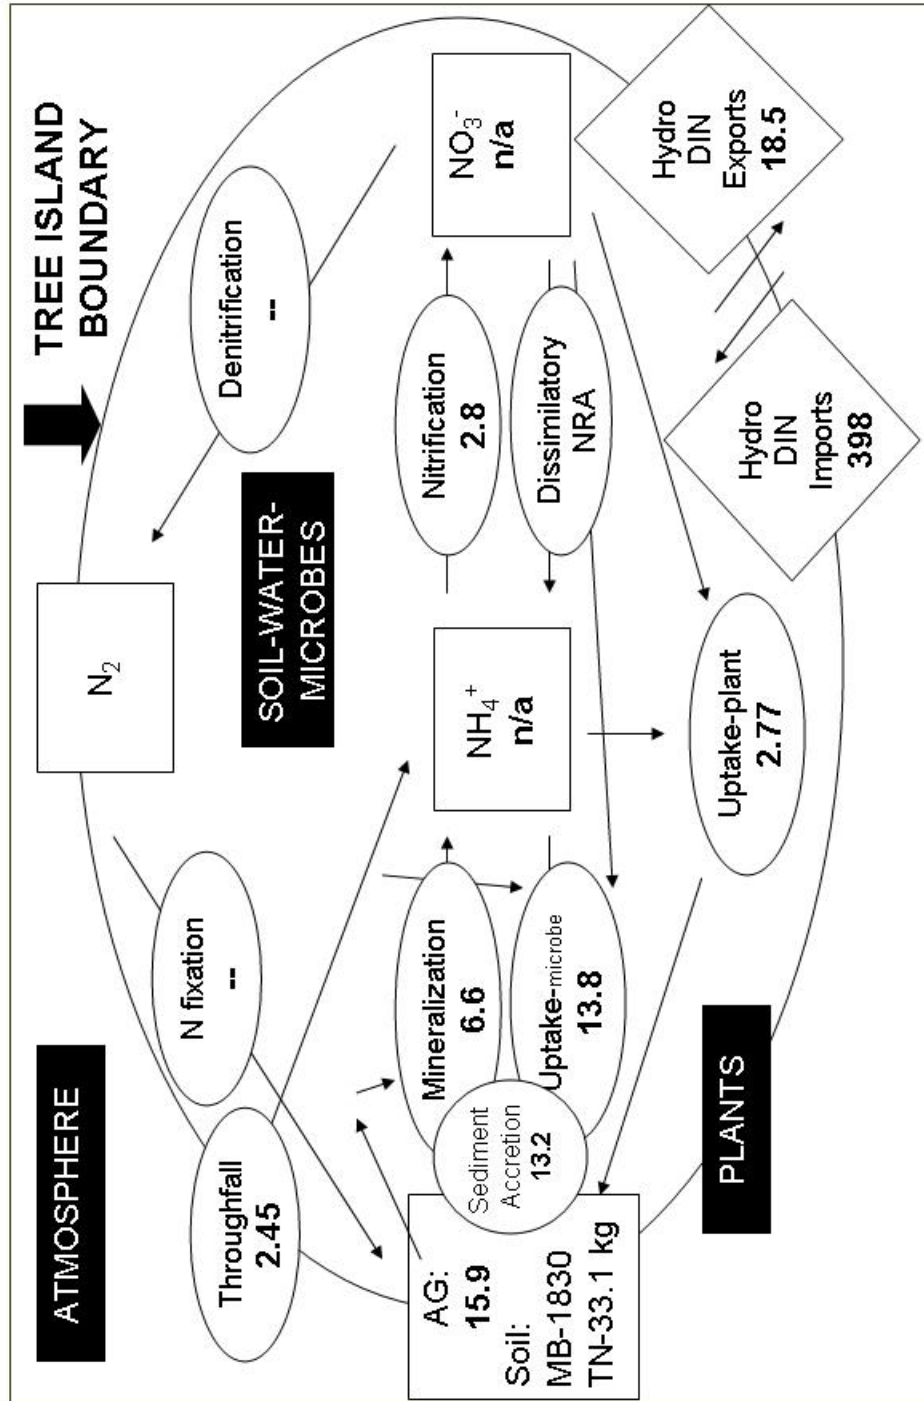 TREE ISLAND
BOUNDARY
ATMOSPHERE
N₂
Throughfall
2.45
N fixation
--
Denitrification
--
SOIL-WATER-
MICROBES
AG:
15.9
Soil:
MB-1830
TN-33.1 kg
Sediment
Accretion
13.2
Mineralization
6.6
Uptake-microbe
13.8
NH₄⁺
n/a
Nitrification
2.8
Dissimilatory
NRA
NO₃⁻
n/a
PLANTS
Uptake-plant
2.77
Hydro
DIN
Imports
398
Hydro
DIN
Exports
18.5